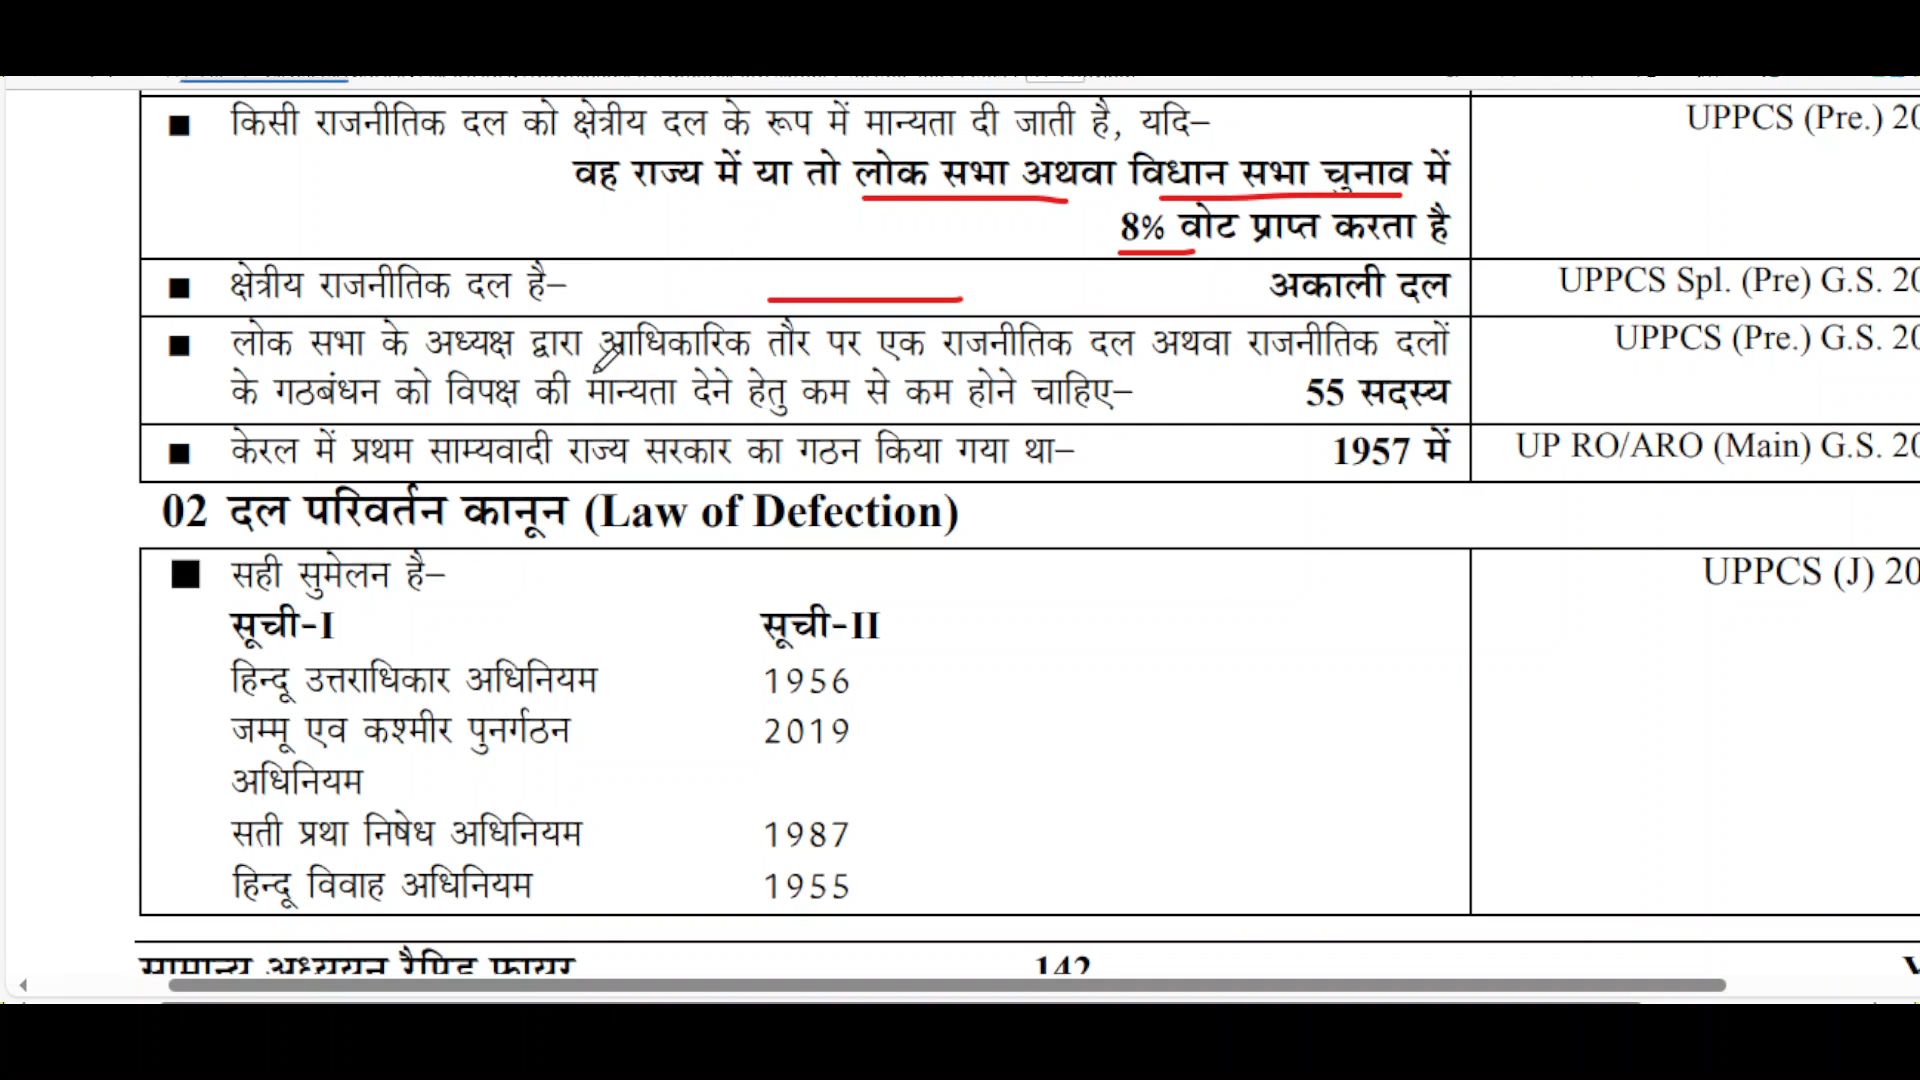 किसी राजनीतिक दल को क्षेत्रीय दल के रूप में मान्यता दी जाती है, यदि–
UPPCS (Pre.) 20
वह राज्य में या तो लोक सभा अथवा विधान सभा चुनाव में
8% वोट प्राप्त करता है
क्षेत्रीय राजनीतिक दल है– अकाली दल
UPPCS Spl. (Pre) G.S. 20
लोक सभा के अध्यक्ष द्वारा आधिकारिक तौर पर एक राजनीतिक दल अथवा राजनीतिक दलों
UPPCS (Pre.) G.S. 20
के गठबंधन को विपक्ष की मान्यता देने हेतु कम से कम होने चाहिए– 55 सदस्य
केरल में प्रथम साम्यवादी राज्य सरकार का गठन किया गया था– 1957 में
UP RO/ARO (Main) G.S. 20
02 दल परिवर्तन कानून (Law of Defection)
सही सुमेलन है–
UPPCS (J) 20
सूची-I सूची-II
हिन्दू उत्तराधिकार अधिनियम 1956
जम्मू एव कश्मीर पुनर्गठन 2019
अधिनियम
सती प्रथा निषेध अधिनियम 1987
हिन्दू विवाह अधिनियम 1955
सामान्य अध्ययन रैपिड फायर 142